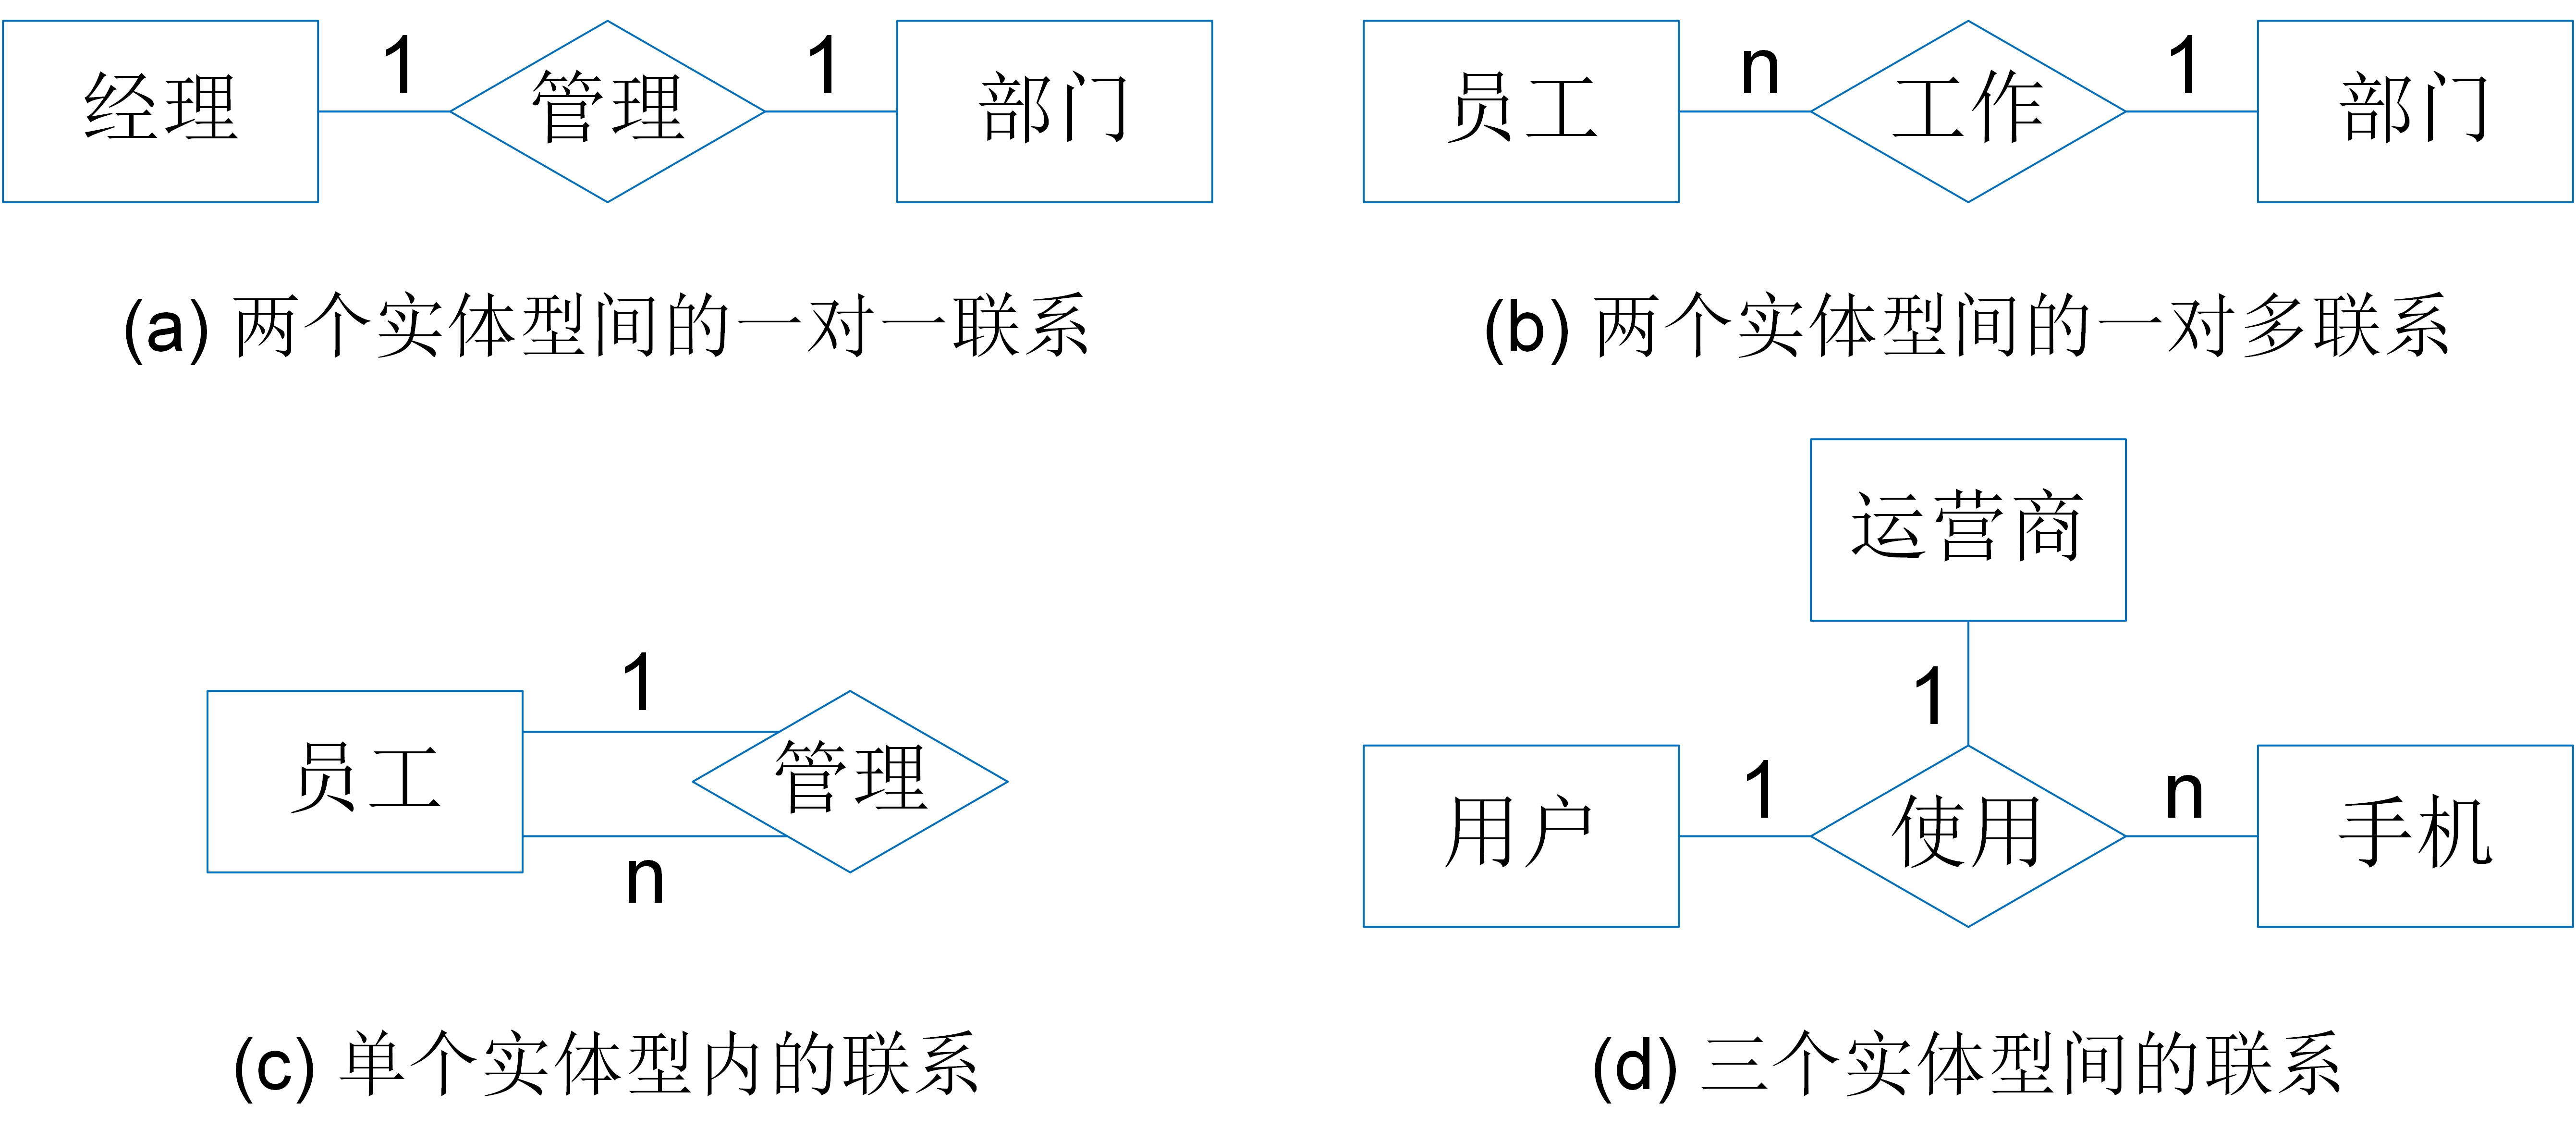 经理 1 管理 1 部门
(a) 两个实体型间的一对一联系
员工 n 工作 1 部门
(b) 两个实体型间的一对多联系
员工 1 管理
n
(c) 单个实体型内的联系
运营商
1
用户 1 使用 n 手机
(d) 三个实体型间的联系